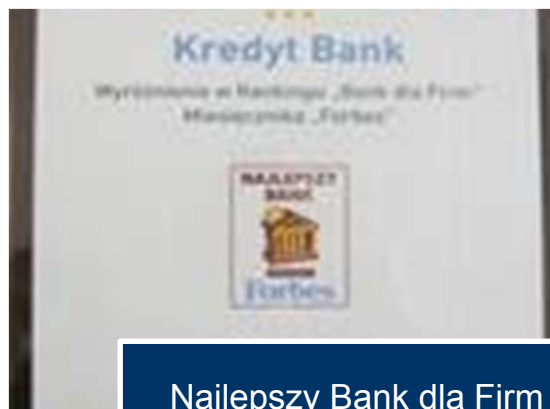 Kredyt Bank
Wyróżnienie w Rankingu „Bank dla Firm”
Miesięcznika „Forbes”
NAJLEPSZY
BANK
Forbes
Najlepszy Bank dla Firm